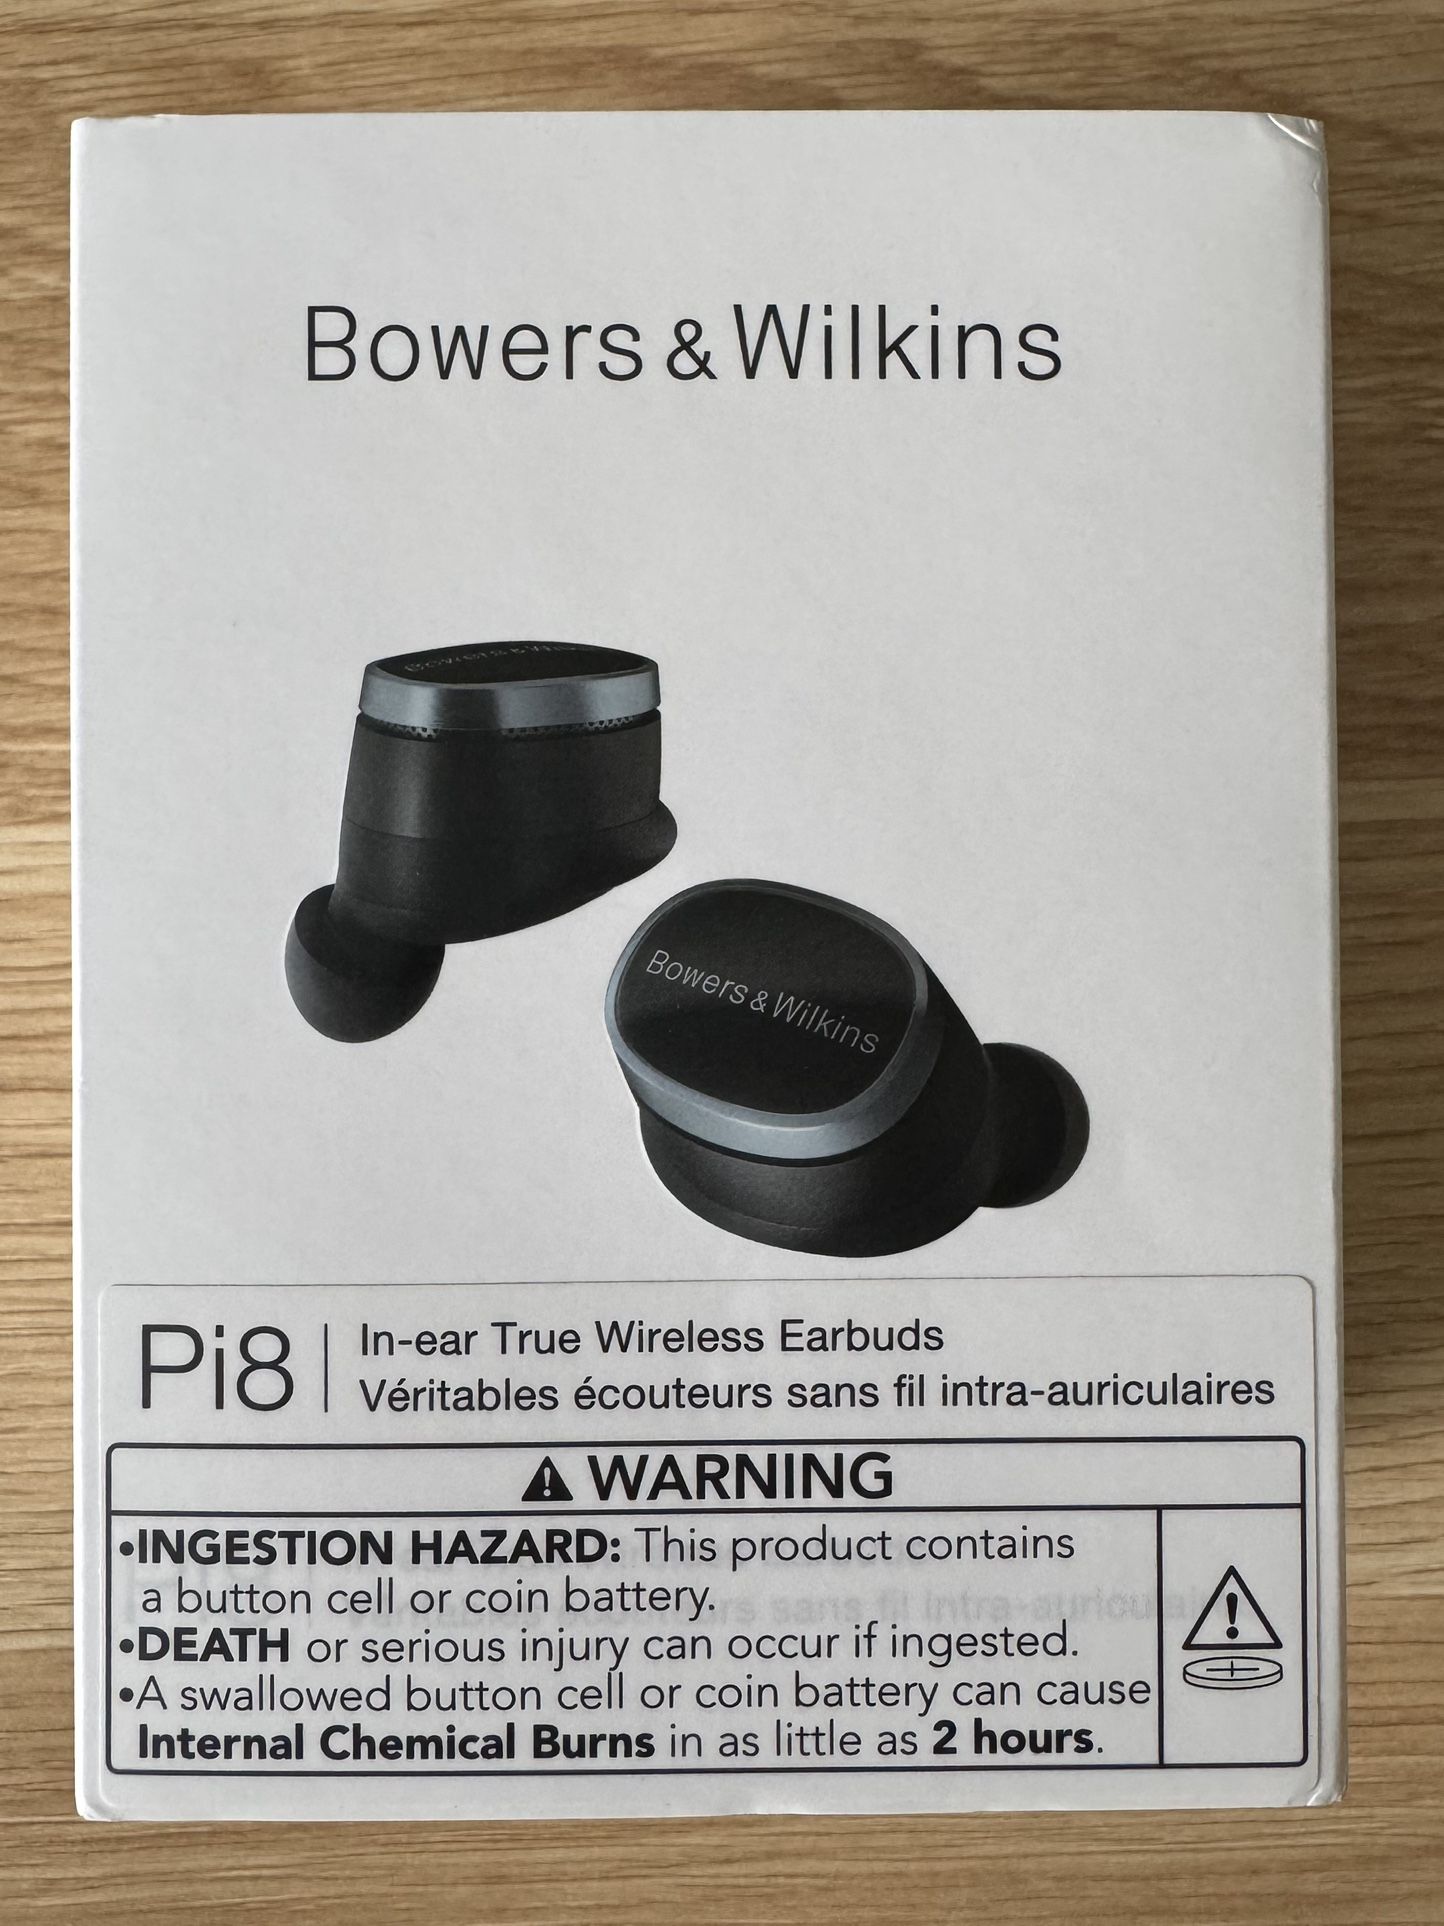 Bowers & Wilkins
Bowers & Wilkins
Bowers & Wilkins
Pi8
In-ear True Wireless Earbuds
Véritables écouteurs sans fil intra-auriculaires
WARNING
•INGESTION HAZARD: This product contains
a button cell or coin battery.
•DEATH or serious injury can occur if ingested.
•A swallowed button cell or coin battery can cause
Internal Chemical Burns in as little as 2 hours.